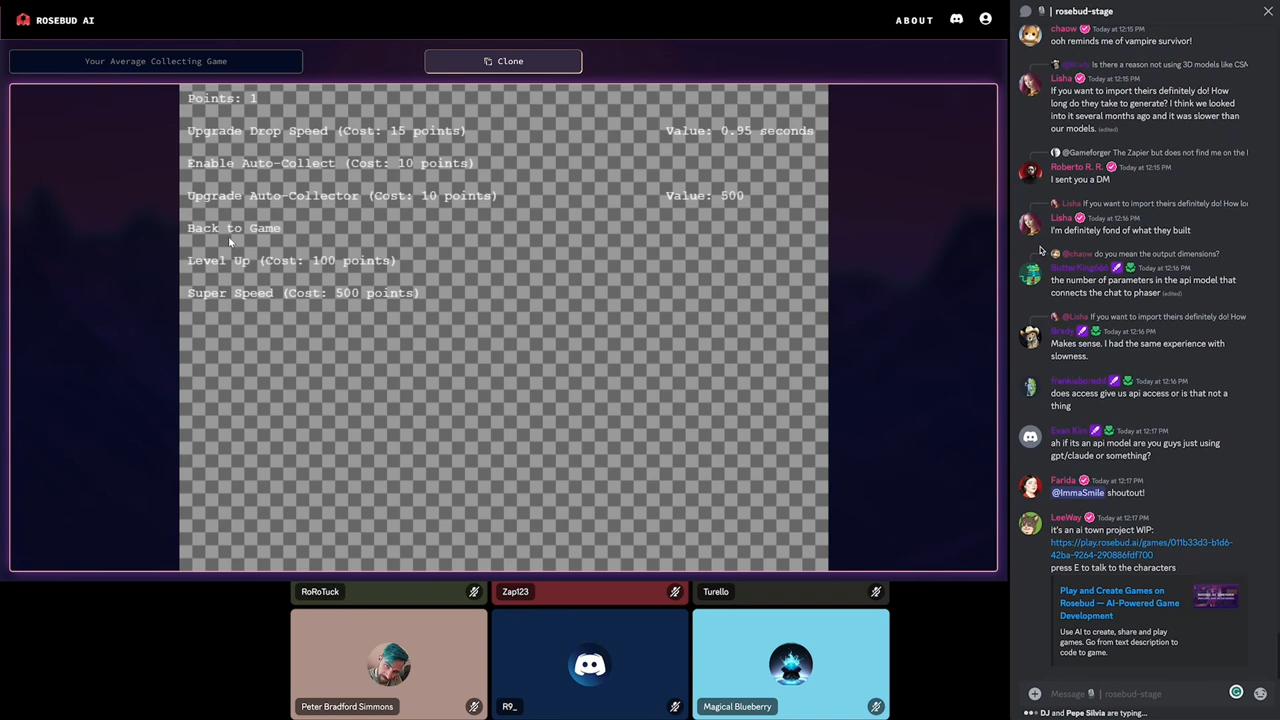 ROSEBUD AI
ABOUT
Your Average Collecting Game
Clone
Points: 1
Upgrade Drop Speed (Cost: 15 points)
Value: 0.95 seconds
Enable Auto-Collect (Cost: 10 points)
Upgrade Auto-Collector (Cost: 10 points)
Value: 500
Back to Game
Level Up (Cost: 100 points)
Super Speed (Cost: 500 points)
RoRoTuck
Zap123
Turello
Peter Bradford Simmons
R9_
Magical Blueberry
rosebud-stage
chaow Today at 12:15 PM
ooh reminds me of vampire survivor!
@Brady Is there a reason not using 3D models like CSM
Lisha Today at 12:15 PM
If you want to import theirs definitely do! How
long do they take to generate? I think we looked
into it several months ago and it was slower than
our models. (edited)
@Gameforger The Zapier but does not find me on the
Roberto R. R. Today at 12:15 PM
I sent you a DM
Lisha If you want to import theirs definitely do! How lo
Lisha Today at 12:16 PM
I'm definitely fond of what they built
@chaow do you mean the output dimensions?
ButterKing666 Today at 12:16 PM
the number of parameters in the api model that
connects the chat to phaser (edited)
@Lisha If you want to import theirs definitely do! How
Brady Today at 12:16 PM
Makes sense. I had the same experience with
slowness.
Today at 12:16 PM
does access give us api access or is that not a
thing
Evan Kim Today at 12:17 PM
ah if its an api model are you guys just using
gpt/claude or something?
Farida Today at 12:17 PM
@ImmaSmile shoutout!
LeeWay Today at 12:17 PM
it's an ai town project WIP:
https://play.rosebud.ai/games/011b33d3-b1d6-
42ba-9264-290886fdf700
press E to talk to the characters
Play and Create Games on
Rosebud — AI-Powered Game
Development
Use AI to create, share and play
games. Go from text description to
code to game.
Message | rosebud-stage
DJ and Pepe Silvia are typing...